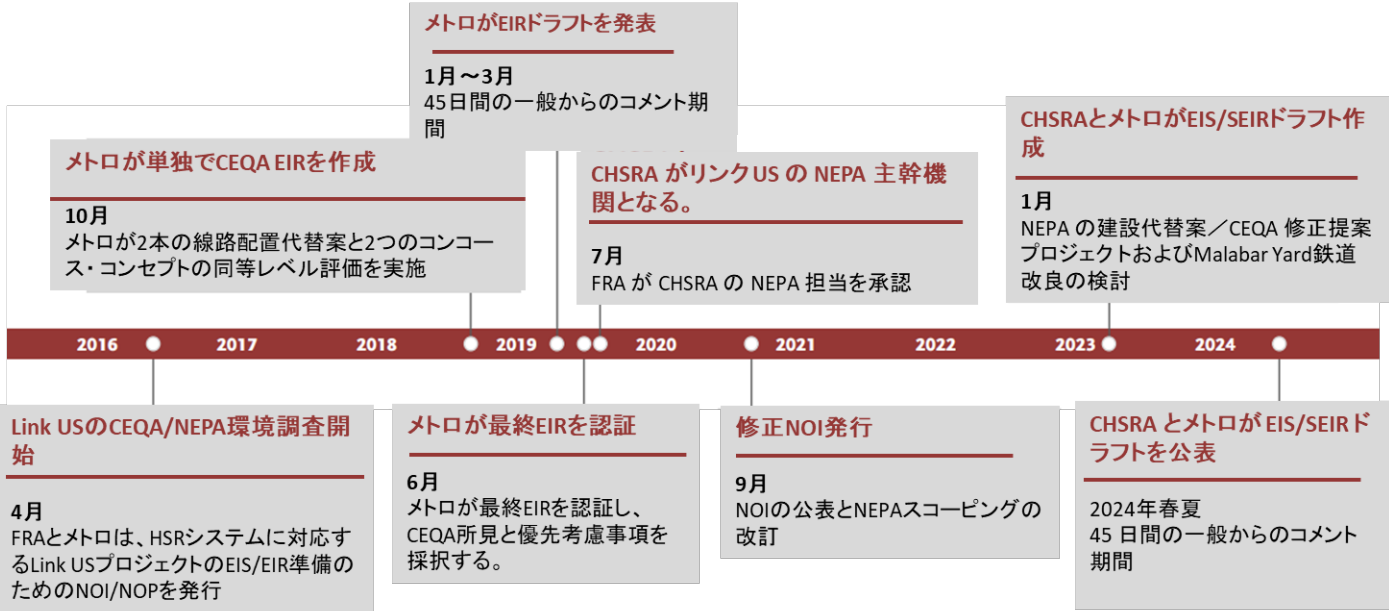 メトロがEIRドラフトを発表
1月～3月
45日間の一般からのコメント期
間
メトロが単独でCEQA EIRを作成
10月
メトロが2本の線路配置代替案と2つのコンコー
ス・コンセプトの同等レベル評価を実施
CHSRA がリンクUS の NEPA 主幹機
関となる。
7月
FRA が CHSRA の NEPA 担当を承認
CHSRAとメトロがEIS/SEIRドラフト作
成
1月
NEPA の建設代替案／CEQA 修正提案
プロジェクトおよびMalabar Yard鉄道
改良の検討
2016 2017 2018 2019 2020 2021 2022 2023 2024
Link USのCEQA/NEPA環境調査開
始
4月
FRAとメトロは、HSRシステムに対応す
るLink USプロジェクトのEIS/EIR準備の
ためのNOI/NOPを発行
メトロが最終EIRを認証
6月
メトロが最終EIRを認証し、
CEQA所見と優先考慮事項を
採択する。
修正NOI発行
9月
NOIの公表とNEPAスコーピングの
改訂
CHSRA とメトロが EIS/SEIR ド
ラフトを公表
2024年春夏
45 日間の一般からのコメント
期間